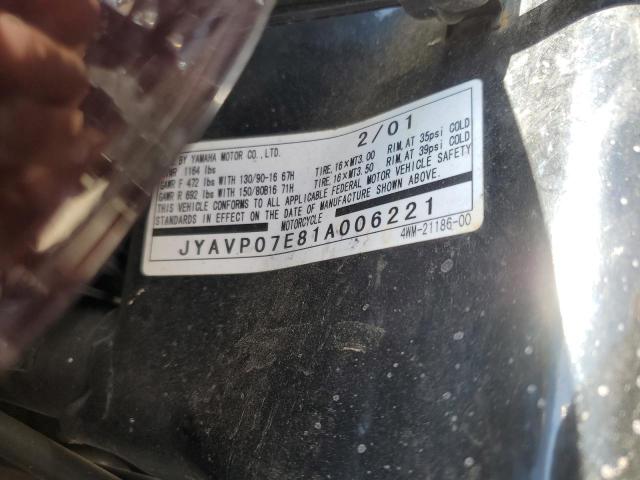 BY YAMAHA MOTOR CO.,LTD. 2/01
1164 lbs
GAWR F 472 lbs WITH 130/90-16 67H TIRE,16×MT3.00 RIM,AT 35psi COLD
GAWR R 692 lbs WITH 150/80B16 71H TIRE,16×MT3.50 RIM,AT 39psi COLD
THIS VEHICLE CONFORMS TO ALL APPLICABLE FEDERAL MOTOR VEHICLE SAFETY
STANDARDS IN EFFECT ON THE DATE OF MANUFACTURE SHOWN ABOVE.
MOTORCYCLE
JYAVP07E81A006221
4WM-21186-00